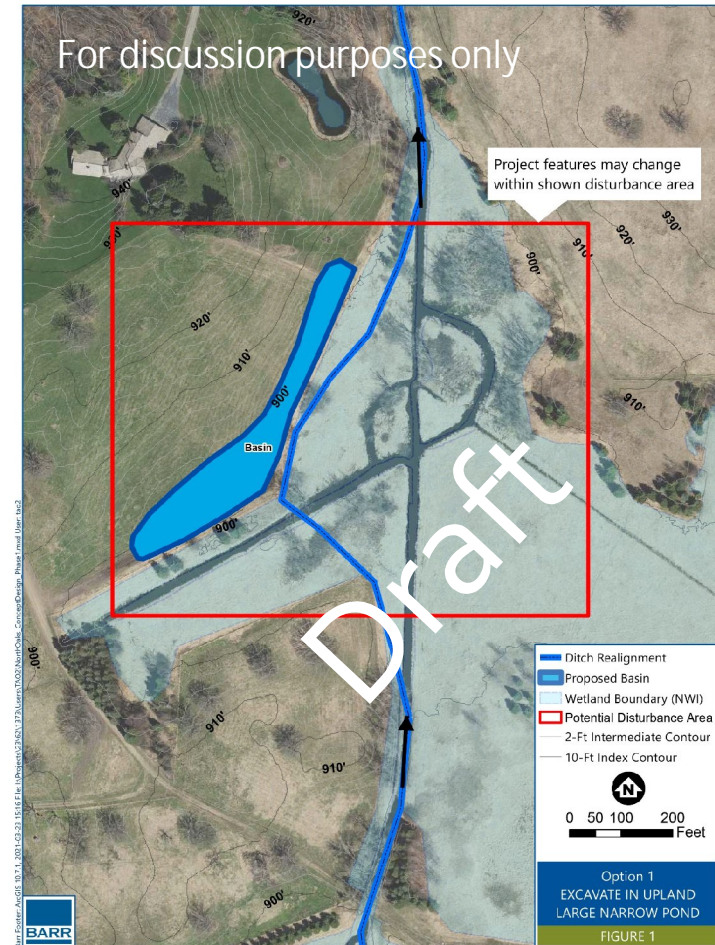 920'
For discussion purposes only
Project features may change
within shown disturbance area
940'
930'
920'
910'
930'
900'
920'
910'
900'
910'
Basin
900'
Draft
900'
910'
910'
900'
Ditch Realignment
Proposed Basin
Wetland Boundary (NWI)
Potential Disturbance Area
2-Ft Intermediate Contour
10-Ft Index Contour
N
0 50 100 200
Feet
Option 1
EXCAVATE IN UPLAND
LARGE NARROW POND
FIGURE 1
BARR